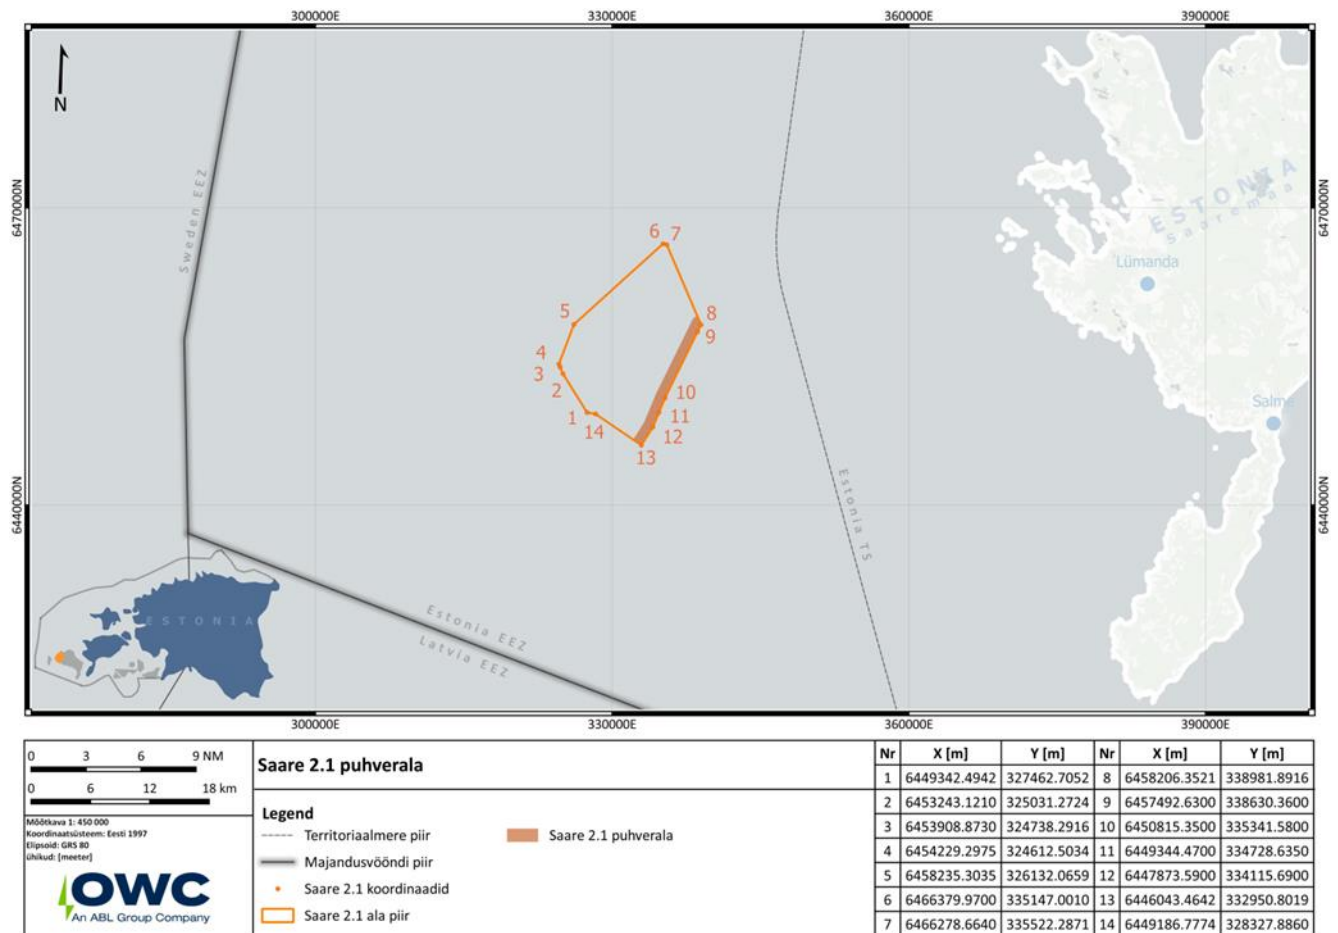 300000E 330000E 360000E 390000E
N
6470000N
6440000N
6470000N
6440000N
Sweden EEZ
ESTONIA
Saaremaa
Lümanda
Salme
6 7
5
8
9
4
3
2
10
1
11
14
12
13
Estonia TS
Estonia EEZ
Latvia EEZ
ESTONIA
300000E 330000E 360000E 390000E
0 3 6 9 NM
0 6 12 18 km
Mõõtkava 1: 450 000
Koordinaatsüsteem: Eesti 1997
Elipsoid: GRS 80
ühikud: [meeter]
OWC
An ABL Group Company
Saare 2.1 puhverala
Legend
Territoriaalmere piir
Saare 2.1 puhverala
Majandusvööndi piir
Saare 2.1 koordinaadid
Saare 2.1 ala piir
Nr X [m] Y [m] Nr X [m] Y [m]
1 6449342.4942 327462.7052 8 6458206.3521 338981.8916
2 6453243.1210 325031.2724 9 6457492.6300 338630.3600
3 6453908.8730 324738.2916 10 6450815.3500 335341.5800
4 6454229.2975 324612.5034 11 6449344.4700 334728.6350
5 6458235.3035 326132.0659 12 6447873.5900 334115.6900
6 6466379.9700 335147.0010 13 6446043.4642 332950.8019
7 6466278.6640 335522.2871 14 6449186.7774 328327.8860